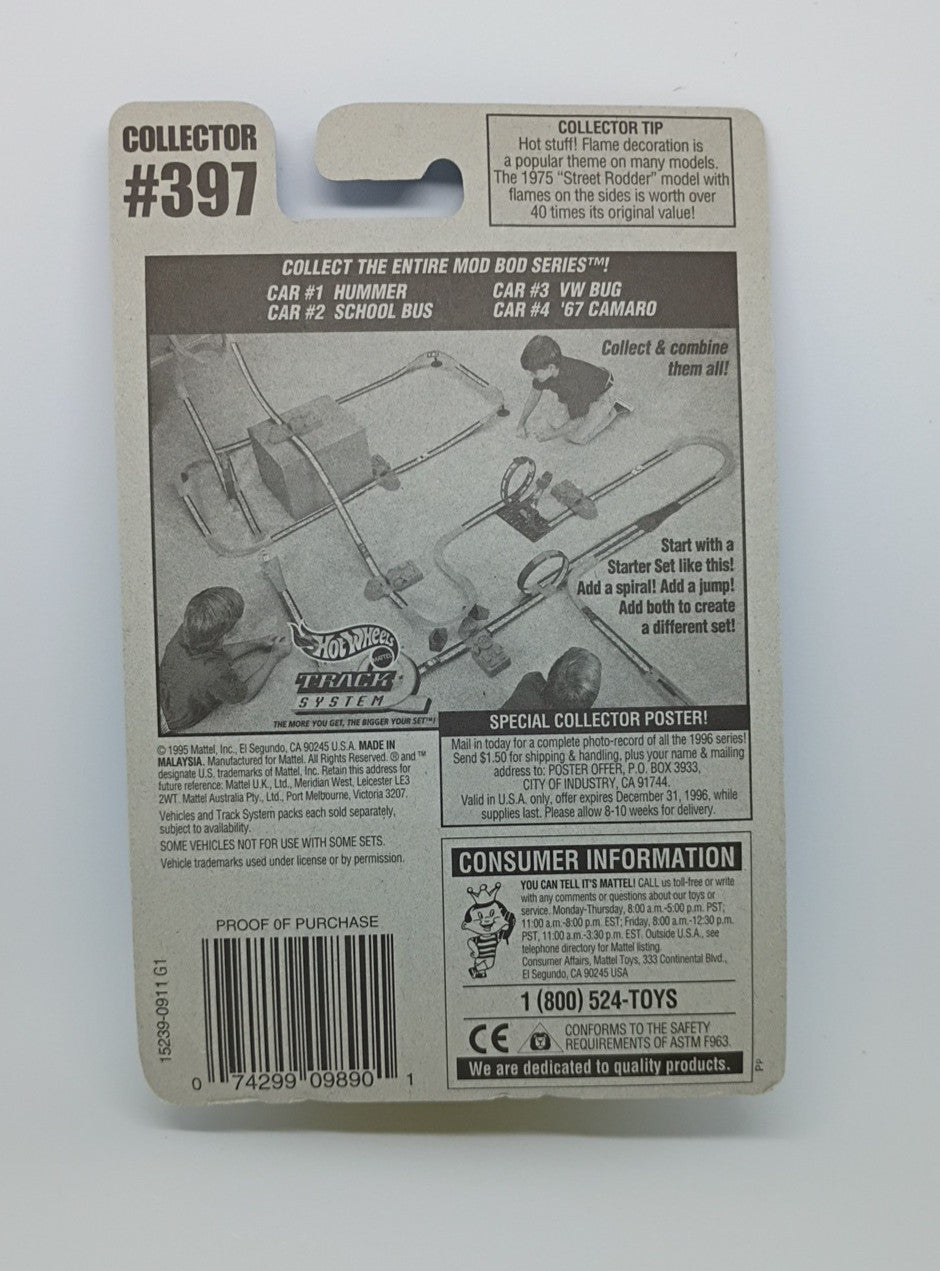 COLLECTOR
#397
COLLECTOR TIP
Hot stuff! Flame decoration is
a popular theme on many models.
The 1975 "Street Rodder" model with
flames on the sides is worth over
40 times its original value!
COLLECT THE ENTIRE MOD BOD SERIES™!
CAR #1 HUMMER
CAR #2 SCHOOL BUS
CAR #3 VW BUG
CAR #4 '67 CAMARO
Collect & combine
them all!
Start with a
Starter Set like this!
Add a spiral! Add a jump!
Add both to create
a different set!
HOT WHEELS
MATTEL
TRACK
SYSTEM
THE MORE YOU GET, THE BIGGER YOUR SET™!
© 1995 Mattel, Inc., El Segundo, CA 90245 U.S.A. MADE IN
MALAYSIA. Manufactured for Mattel. All Rights Reserved. ® and ™
designate U.S. trademarks of Mattel, Inc. Retain this address for
future reference: Mattel U.K., Ltd., Meridian West, Leicester LE3
2WT. Mattel Australia Pty., Ltd., Port Melbourne, Victoria 3207.
Vehicles and Track System packs each sold separately,
subject to availability.
SOME VEHICLES NOT FOR USE WITH SOME SETS.
Vehicle trademarks used under license or by permission.
SPECIAL COLLECTOR POSTER!
Mail in today for a complete photo-record of all the 1996 series!
Send $1.50 for shipping & handling, plus your name & mailing
address to: POSTER OFFER, P.O. BOX 3933,
CITY OF INDUSTRY, CA 91744.
Valid in U.S.A. only, offer expires December 31, 1996, while
supplies last. Please allow 8-10 weeks for delivery.
CONSUMER INFORMATION
YOU CAN TELL IT'S MATTEL! CALL us toll-free or write
with any comments or questions about our toys or
service. Monday-Thursday, 8:00 a.m.-5:00 p.m. PST;
11:00 a.m.-8:00 p.m. EST; Friday, 8:00 a.m.-12:30 p.m.
PST, 11:00 a.m.-3:30 p.m. EST. Outside U.S.A., see
telephone directory for Mattel listing.
Consumer Affairs, Mattel Toys, 333 Continental Blvd.,
El Segundo, CA 90245 USA
1 (800) 524-TOYS
CE
CONFORMS TO THE SAFETY
REQUIREMENTS OF ASTM F963.
We are dedicated to quality products.
PP
PROOF OF PURCHASE
15239-0911 G1
0 74299 09890 1